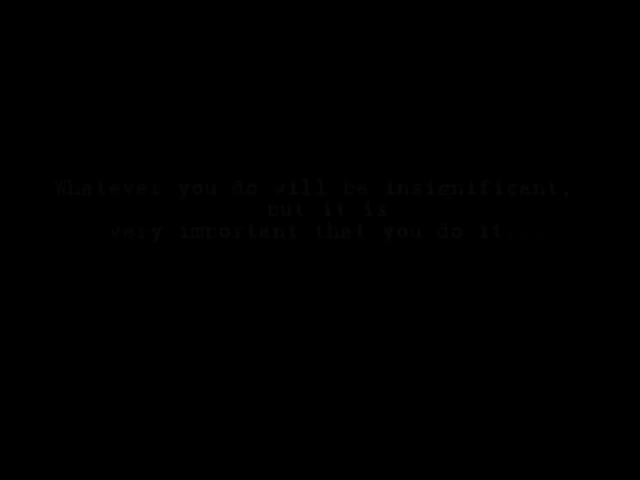 Whatever you do will be insignificant,
but it is
very important that you do it...